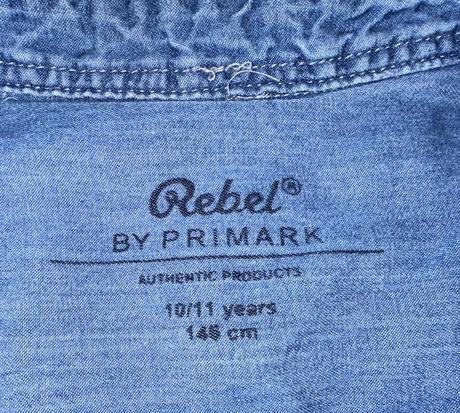 Rebel®
BY PRIMARK
AUTHENTIC PRODUCTS
10/11 years
146 cm